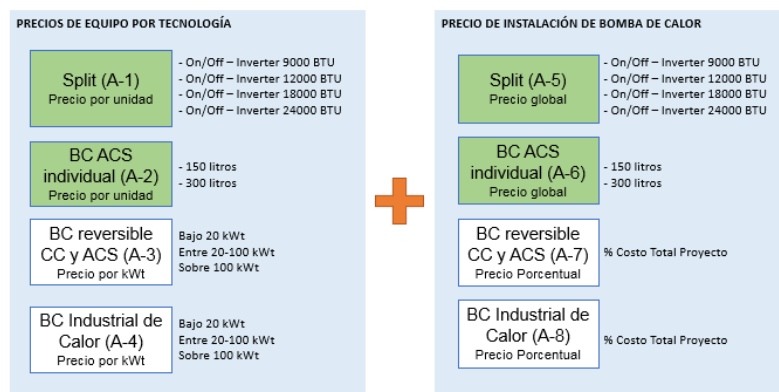 PRECIOS DE EQUIPO POR TECNOLOGÍA
Split (A-1)
Precio por unidad
- On/Off – Inverter 9000 BTU
- On/Off – Inverter 12000 BTU
- On/Off – Inverter 18000 BTU
- On/Off – Inverter 24000 BTU
BC ACS
individual (A-2)
Precio por unidad
- 150 litros
- 300 litros
BC reversible
CC y ACS (A-3)
Precio por kWt
Bajo 20 kWt
Entre 20-100 kWt
Sobre 100 kWt
BC Industrial de
Calor (A-4)
Precio por kWt
Bajo 20 kWt
Entre 20-100 kWt
Sobre 100 kWt
PRECIO DE INSTALACIÓN DE BOMBA DE CALOR
Split (A-5)
Precio global
- On/Off – Inverter 9000 BTU
- On/Off – Inverter 12000 BTU
- On/Off – Inverter 18000 BTU
- On/Off – Inverter 24000 BTU
BC ACS
individual (A-6)
Precio global
- 150 litros
- 300 litros
BC reversible
CC y ACS (A-7)
Precio Porcentual
% Costo Total Proyecto
BC Industrial de
Calor (A-8)
Precio Porcentual
% Costo Total Proyecto